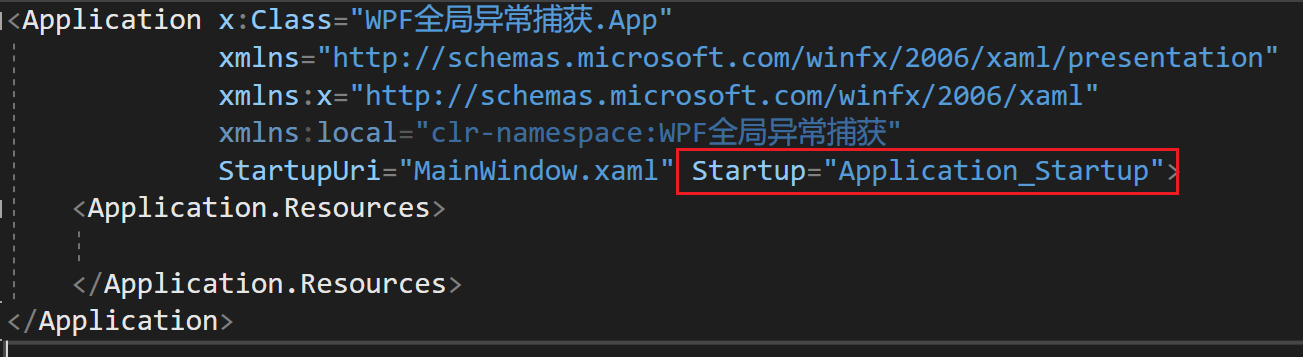 <Application x:Class="WPF全局异常捕获.App"
xmlns="http://schemas.microsoft.com/winfx/2006/xaml/presentation"
xmlns:x="http://schemas.microsoft.com/winfx/2006/xaml"
xmlns:local="clr-namespace:WPF全局异常捕获"
StartupUri="MainWindow.xaml" Startup="Application_Startup">
<Application.Resources>
</Application.Resources>
</Application>